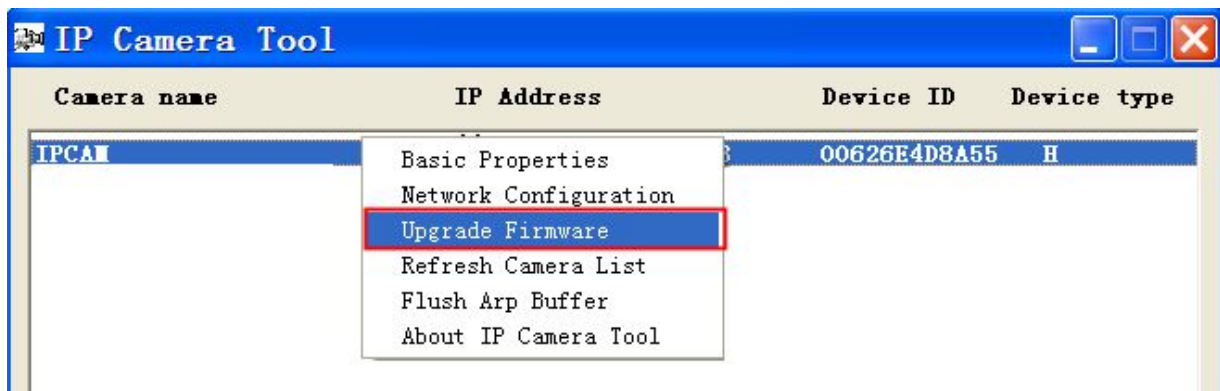 IP Camera Tool
Camera name IP Address Device ID Device type
IPCAM 00626E4D8A55 H
Basic Properties
Network Configuration
Upgrade Firmware
Refresh Camera List
Flush Arp Buffer
About IP Camera Tool